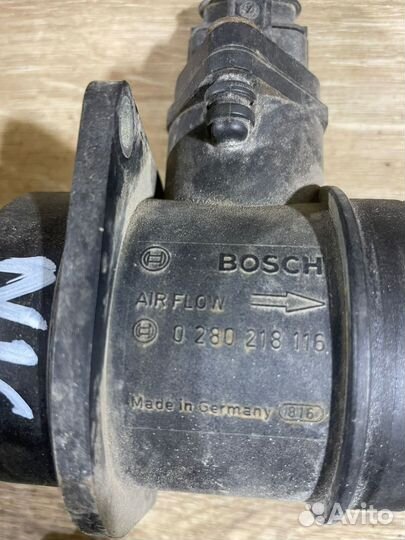 BOSCH
AIR FLOW
0 280 218 116
Made in Germany 1816
Avito